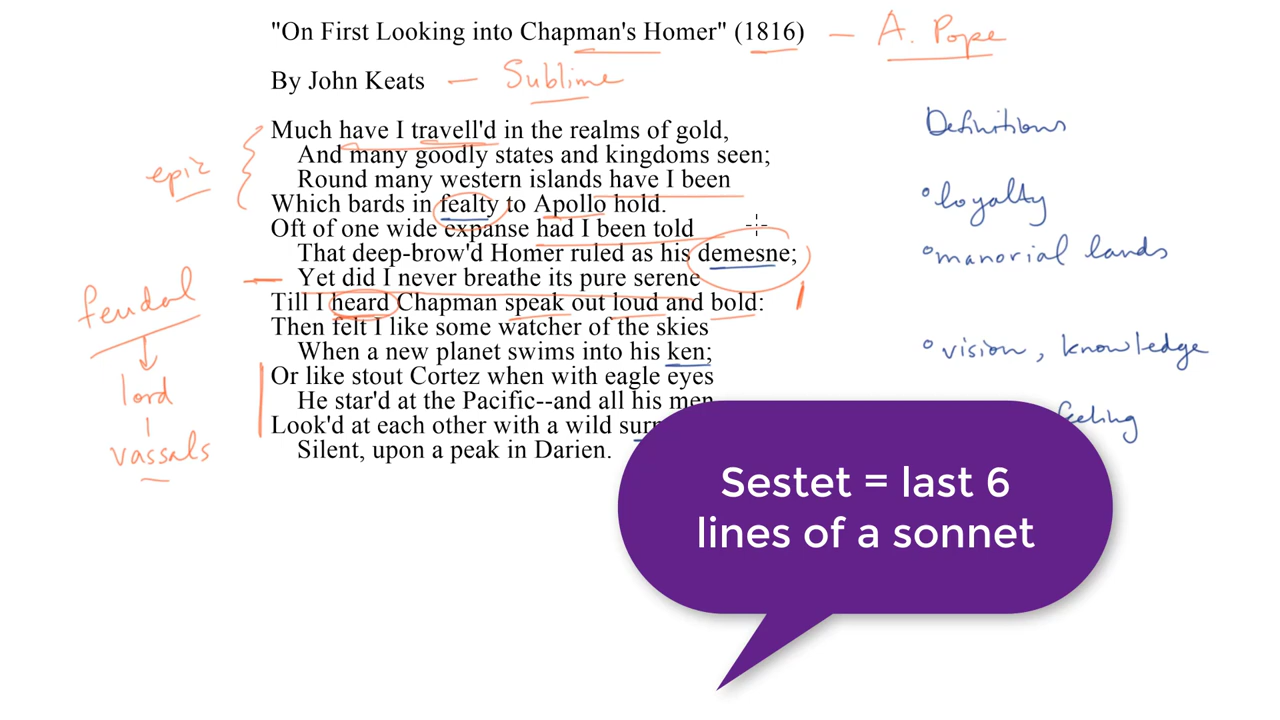 "On First Looking into Chapman's Homer" (1816) — A. Pope
By John Keats — Sublime
Much have I travell'd in the realms of gold,
And many goodly states and kingdoms seen;
Round many western islands have I been
Which bards in fealty to Apollo hold.
Oft of one wide expanse had I been told
That deep-brow'd Homer ruled as his demesne;
Yet did I never breathe its pure serene
Till I heard Chapman speak out loud and bold:
Then felt I like some watcher of the skies
When a new planet swims into his ken;
Or like stout Cortez when with eagle eyes
He star'd at the Pacific--and all his men
Look'd at each other with a wild
Silent, upon a peak in Darien.
epic
feudal
lord
vassals
Definitions
• loyalty
• manorial lands
• vision, knowledge
feeling
Sestet = last 6
lines of a sonnet